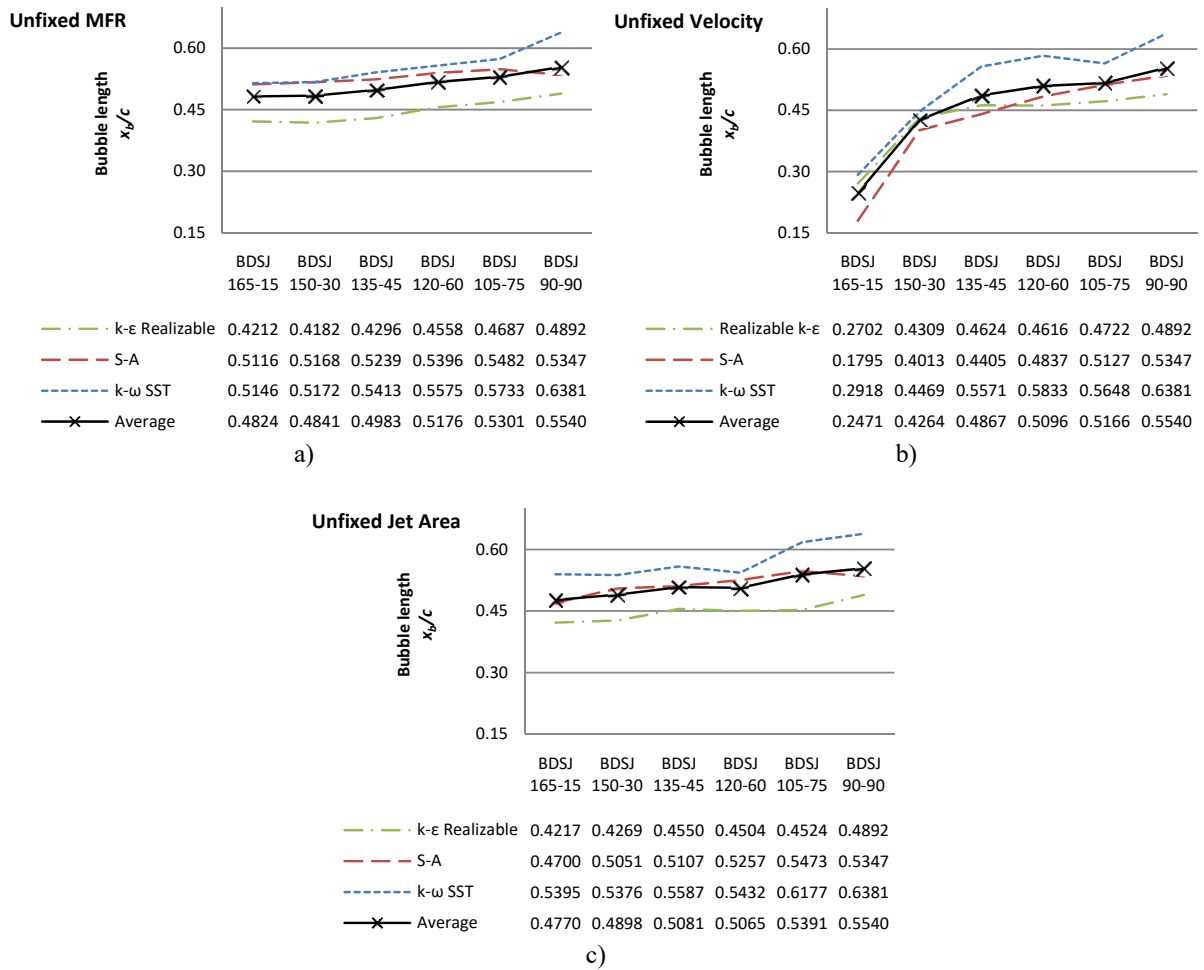 Unfixed MFR
0.60
0.45
0.30
0.15
Bubble length
x_b/c
BDSJ BDSJ BDSJ BDSJ BDSJ BDSJ
165-15 150-30 135-45 120-60 105-75 90-90
k-ε Realizable 0.4212 0.4182 0.4296 0.4558 0.4687 0.4892
S-A 0.5116 0.5168 0.5239 0.5396 0.5482 0.5347
k-ω SST 0.5146 0.5172 0.5413 0.5575 0.5733 0.6381
Average 0.4824 0.4841 0.4983 0.5176 0.5301 0.5540
a)
Unfixed Velocity
0.60
0.45
0.30
0.15
Bubble length
x_b/c
BDSJ BDSJ BDSJ BDSJ BDSJ BDSJ
165-15 150-30 135-45 120-60 105-75 90-90
Realizable k-ε 0.2702 0.4309 0.4624 0.4616 0.4722 0.4892
S-A 0.1795 0.4013 0.4405 0.4837 0.5127 0.5347
k-ω SST 0.2918 0.4469 0.5571 0.5833 0.5648 0.6381
Average 0.2471 0.4264 0.4867 0.5096 0.5166 0.5540
b)
Unfixed Jet Area
0.60
0.45
0.30
0.15
Bubble length
x_b/c
BDSJ BDSJ BDSJ BDSJ BDSJ BDSJ
165-15 150-30 135-45 120-60 105-75 90-90
k-ε Realizable 0.4217 0.4269 0.4550 0.4504 0.4524 0.4892
S-A 0.4700 0.5051 0.5107 0.5257 0.5473 0.5347
k-ω SST 0.5395 0.5376 0.5587 0.5432 0.6177 0.6381
Average 0.4770 0.4898 0.5081 0.5065 0.5391 0.5540
c)